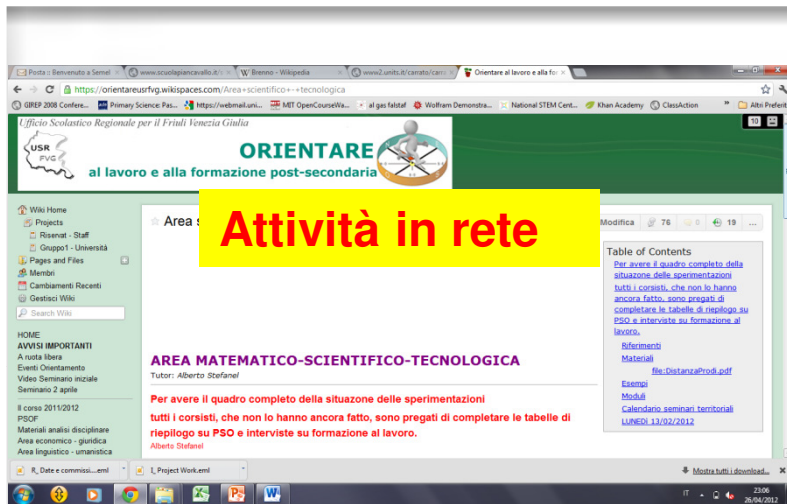 Posta :: Benvenuto a Semel
www.scuolapiancavallo.it/
Brenno - Wikipedia
www2.units.it/carrato/carra
Orientare al lavoro e alla for
https://orientareusrfvg.wikispaces.com/Area+scientifico+-+tecnologica
GIREP 2008 Confere...
Primary Science: Pas...
https://webmail.uni...
MIT OpenCourseWa...
al gas falstaf
Wolfram Demonstra...
National STEM Cent...
Khan Academy
ClassAction
»
Altri Preferit
Ufficio Scolastico Regionale per il Friuli Venezia Giulia
10
USR
FVG
ORIENTARE
al lavoro e alla formazione post-secondaria
Attività in rete
Wiki Home
Projects
Riservat - Staff
Gruppo1 - Università
Pages and Files
Membri
Cambiamenti Recenti
Gestisci Wiki
Search Wiki
HOME
AVVISI IMPORTANTI
A ruota libera
Eventi Orientamento
Video Seminario iniziale
Seminario 2 aprile
Il corso 2011/2012
PSOF
Materiali analisi disciplinare
Area economico - giuridica
Area linguistico - umanistica
Area s
Modifica
76
0
19
...
AREA MATEMATICO-SCIENTIFICO-TECNOLOGICA
Tutor: Alberto Stefanel
Per avere il quadro completo della situazone delle sperimentazioni
tutti i corsisti, che non lo hanno ancora fatto, sono pregati di completare le tabelle di
riepilogo su PSO e interviste su formazione al lavoro.
Alberto Stefanel
Table of Contents
Per avere il quadro completo della
situazone delle sperimentazioni
tutti i corsisti, che non lo hanno
ancora fatto, sono pregati di
completare le tabelle di riepilogo su
PSO e interviste su formazione al
lavoro.
Riferimenti
Materiali
file:DistanzaProdi.pdf
Esempi
Moduli
Calendario seminari territoriali
LUNEDì 13/02/2012
R_ Date e commissi....eml
I_ Project Work.eml
Mostra tutti i download...
IT
23:06
26/04/2012